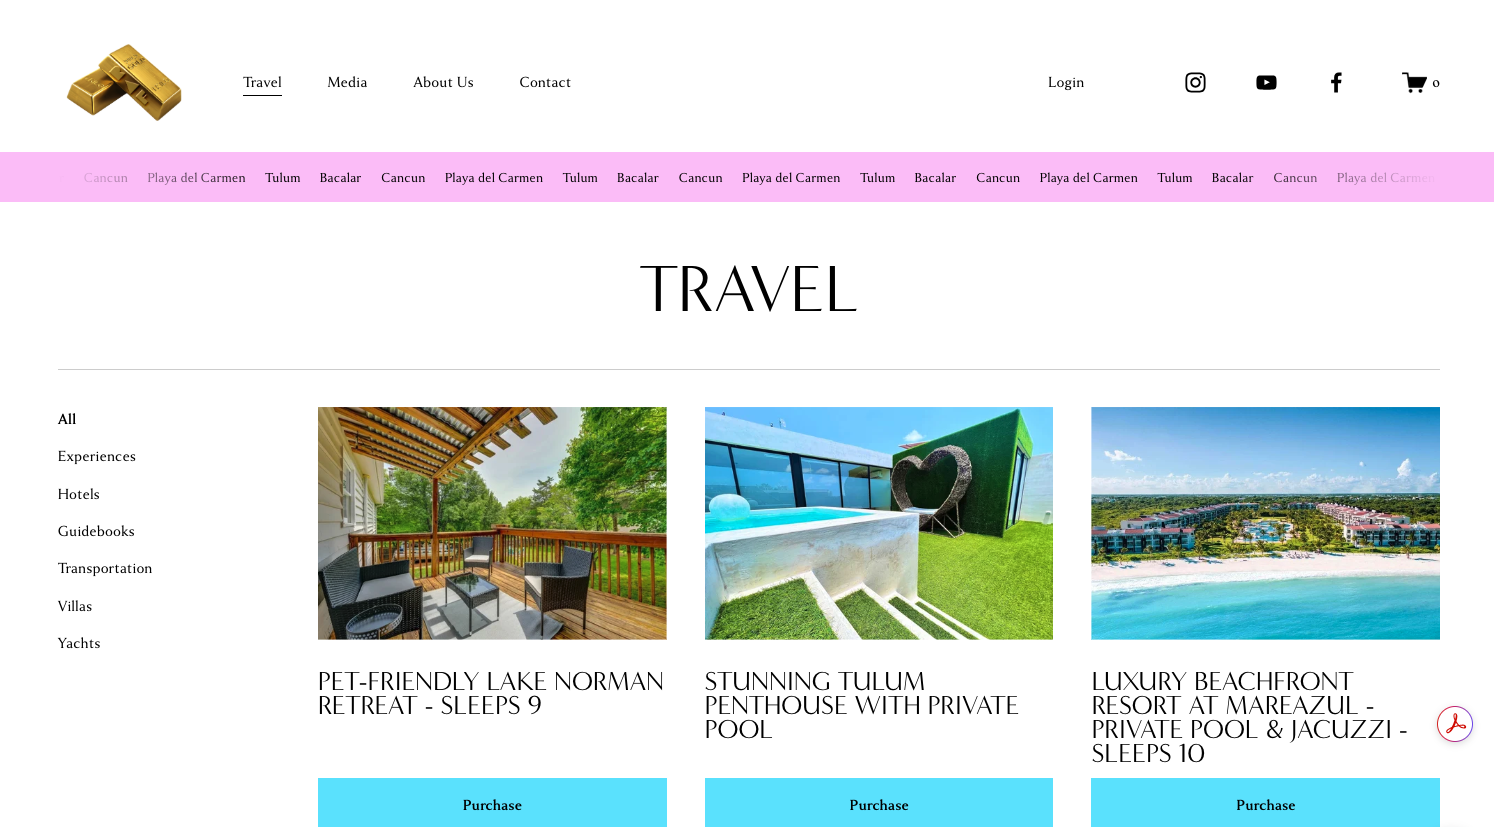 Travel
Media
About Us
Contact
Login
0
Cancun Playa del Carmen Tulum Bacalar Cancun Playa del Carmen Tulum Bacalar Cancun Playa del Carmen Tulum Bacalar Cancun Playa del Carmen Tulum Bacalar Cancun Playa del Carmen
TRAVEL
All
Experiences
Hotels
Guidebooks
Transportation
Villas
Yachts
PET-FRIENDLY LAKE NORMAN
RETREAT - SLEEPS 9
Purchase
STUNNING TULUM
PENTHOUSE WITH PRIVATE
POOL
Purchase
LUXURY BEACHFRONT
RESORT AT MAREAZUL -
PRIVATE POOL & JACUZZI -
SLEEPS 10
Purchase